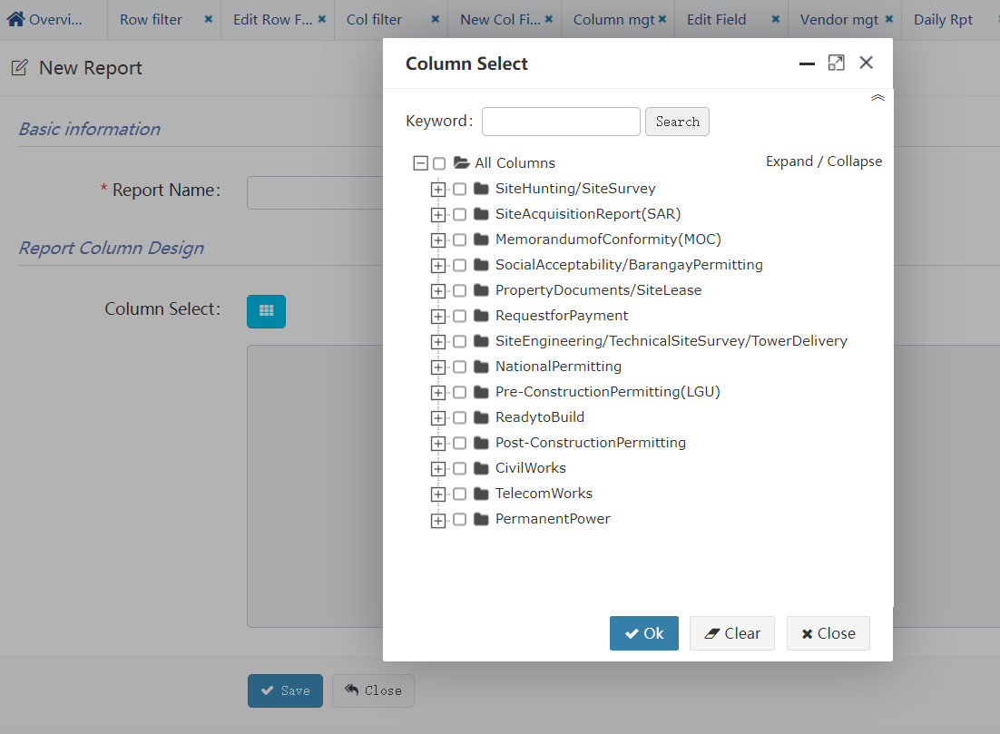 Overvi...
Row filter
Edit Row F...
Col filter
New Col Fi...
Column mgt
Edit Field
Vendor mgt
Daily Rpt
New Report
Basic information
* Report Name:
Report Column Design
Column Select:
Save
Close
Column Select
Keyword:
Search
All Columns
Expand / Collapse
SiteHunting/SiteSurvey
SiteAcquisitionReport(SAR)
MemorandumofConformity(MOC)
SocialAcceptability/BarangayPermitting
PropertyDocuments/SiteLease
RequestforPayment
SiteEngineering/TechnicalSiteSurvey/TowerDelivery
NationalPermitting
Pre-ConstructionPermitting(LGU)
ReadytoBuild
Post-ConstructionPermitting
CivilWorks
TelecomWorks
PermanentPower
Ok
Clear
Close